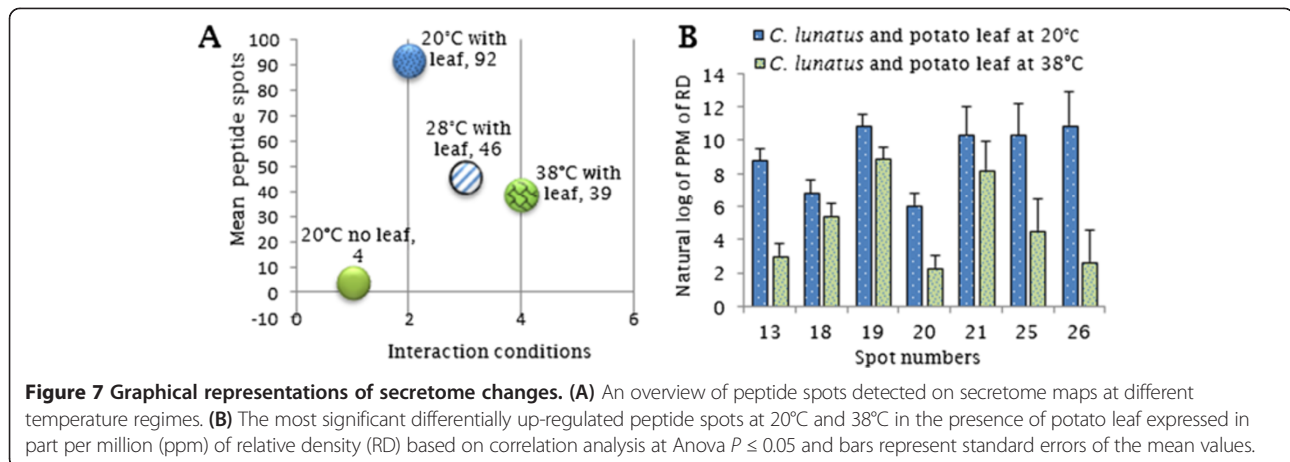 A
Mean peptide spots
100
90
80
70
60
50
40
30
20
10
0
-10
20°C with
leaf, 92
28°C with
leaf, 46
38°C with
leaf, 39
20°C no leaf,
4
0
2
4
6
Interaction conditions
B
C. lunatus and potato leaf at 20°C
C. lunatus and potato leaf at 38°C
Natural log of PPM of RD
14
12
10
8
6
4
2
0
13
18
19
20
21
25
26
Spot numbers
Figure 7 Graphical representations of secretome changes. (A) An overview of peptide spots detected on secretome maps at different
temperature regimes. (B) The most significant differentially up-regulated peptide spots at 20°C and 38°C in the presence of potato leaf expressed in
part per million (ppm) of relative density (RD) based on correlation analysis at Anova P ≤ 0.05 and bars represent standard errors of the mean values.